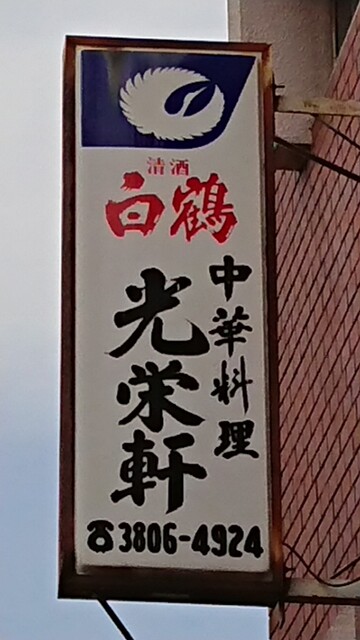 清酒
白鶴
中華料理
光栄軒
☎3806-4924